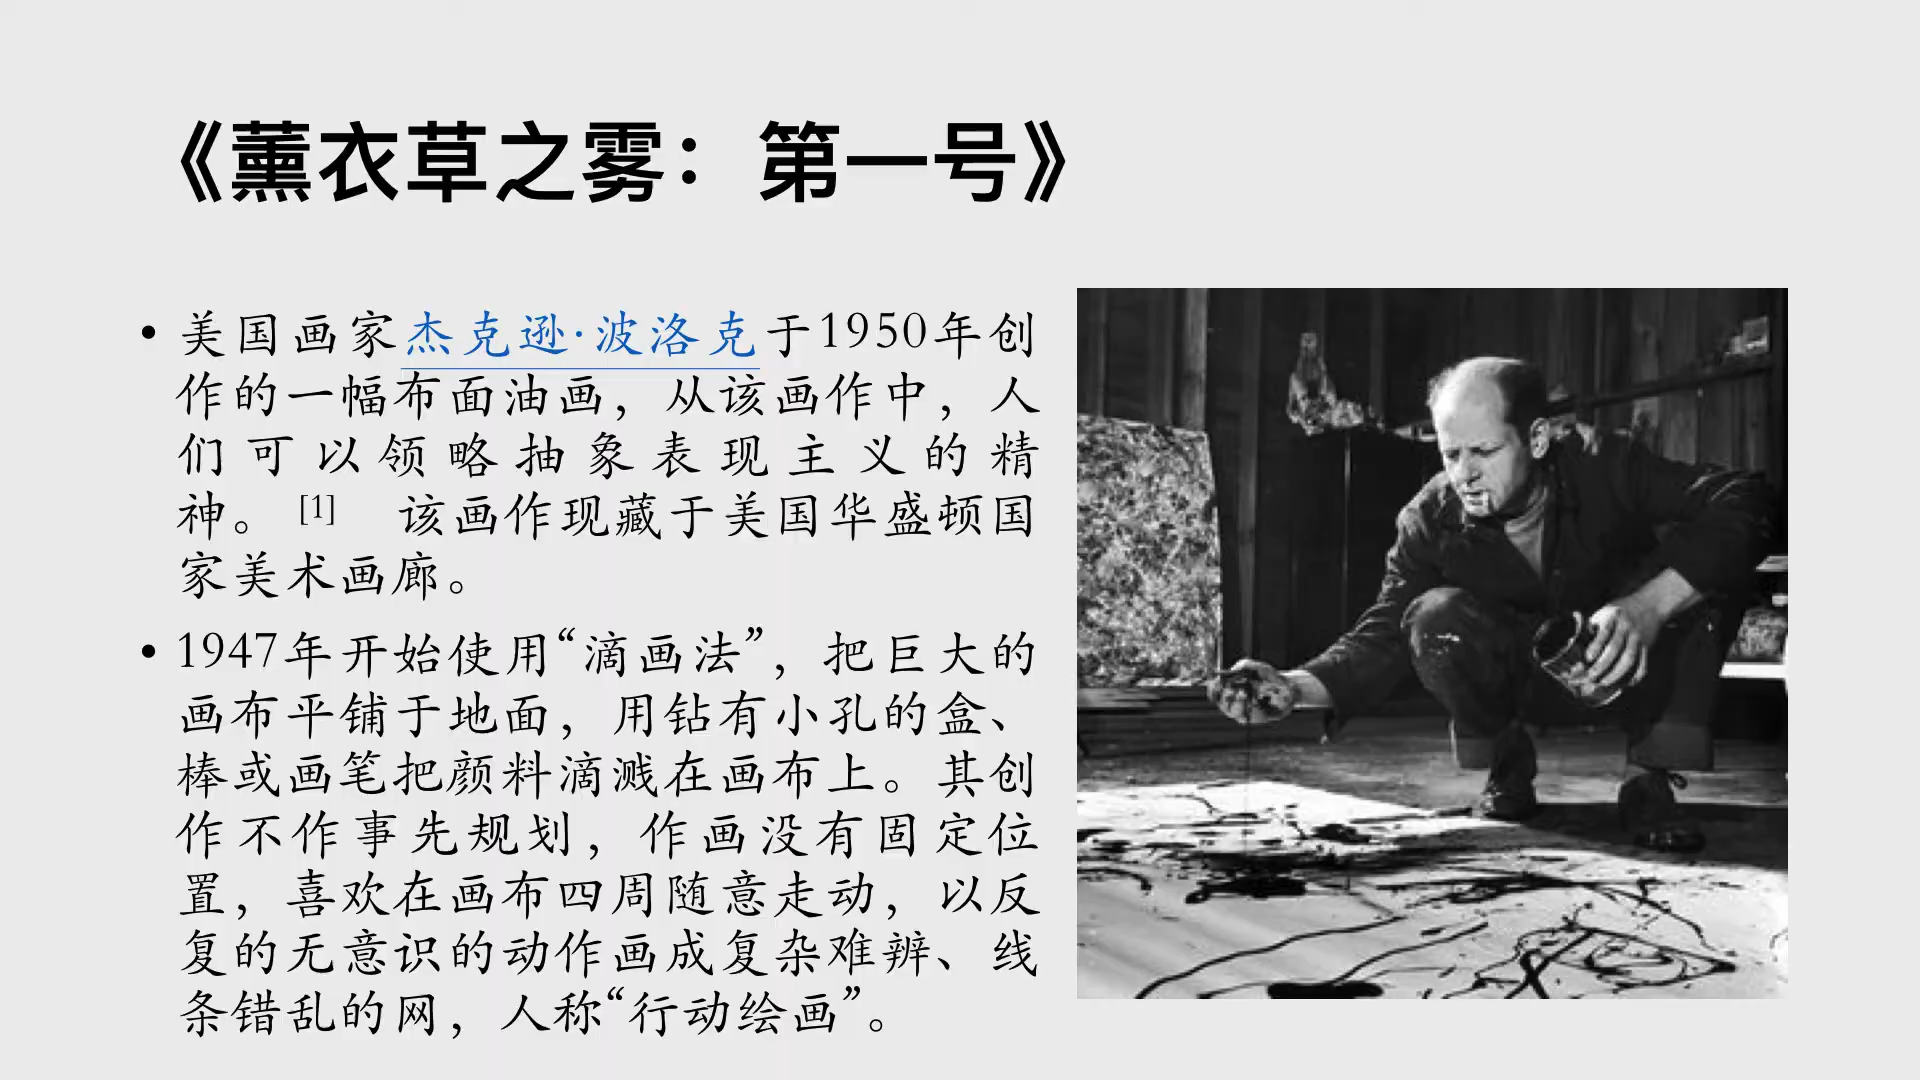 《薰衣草之雾：第一号》
• 美国画家杰克逊·波洛克于1950年创
作的一幅布面油画，从该画作中，人
们可以领略抽象表现主义的精
神。 [1] 该画作现藏于美国华盛顿国
家美术画廊。
• 1947年开始使用“滴画法”，把巨大的
画布平铺于地面，用钻有小孔的盒、
棒或画笔把颜料滴溅在画布上。其创
作不作事先规划，作画没有固定位
置，喜欢在画布四周随意走动，以反
复的无意识的动作画成复杂难辨、线
条错乱的网，人称“行动绘画”。